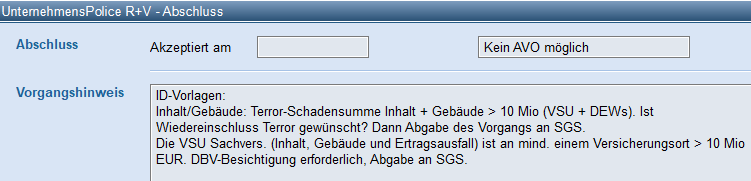 UnternehmensPolice R+V - Abschluss
Abschluss Akzeptiert am Kein AVO möglich
Vorgangshinweis ID-Vorlagen:
Inhalt/Gebäude: Terror-Schadensumme Inhalt + Gebäude > 10 Mio (VSU + DEWs). Ist
Wiedereinschluss Terror gewünscht? Dann Abgabe des Vorgangs an SGS.
Die VSU Sachvers. (Inhalt, Gebäude und Ertragsausfall) ist an mind. einem Versicherungsort > 10 Mio
EUR. DBV-Besichtigung erforderlich, Abgabe an SGS.